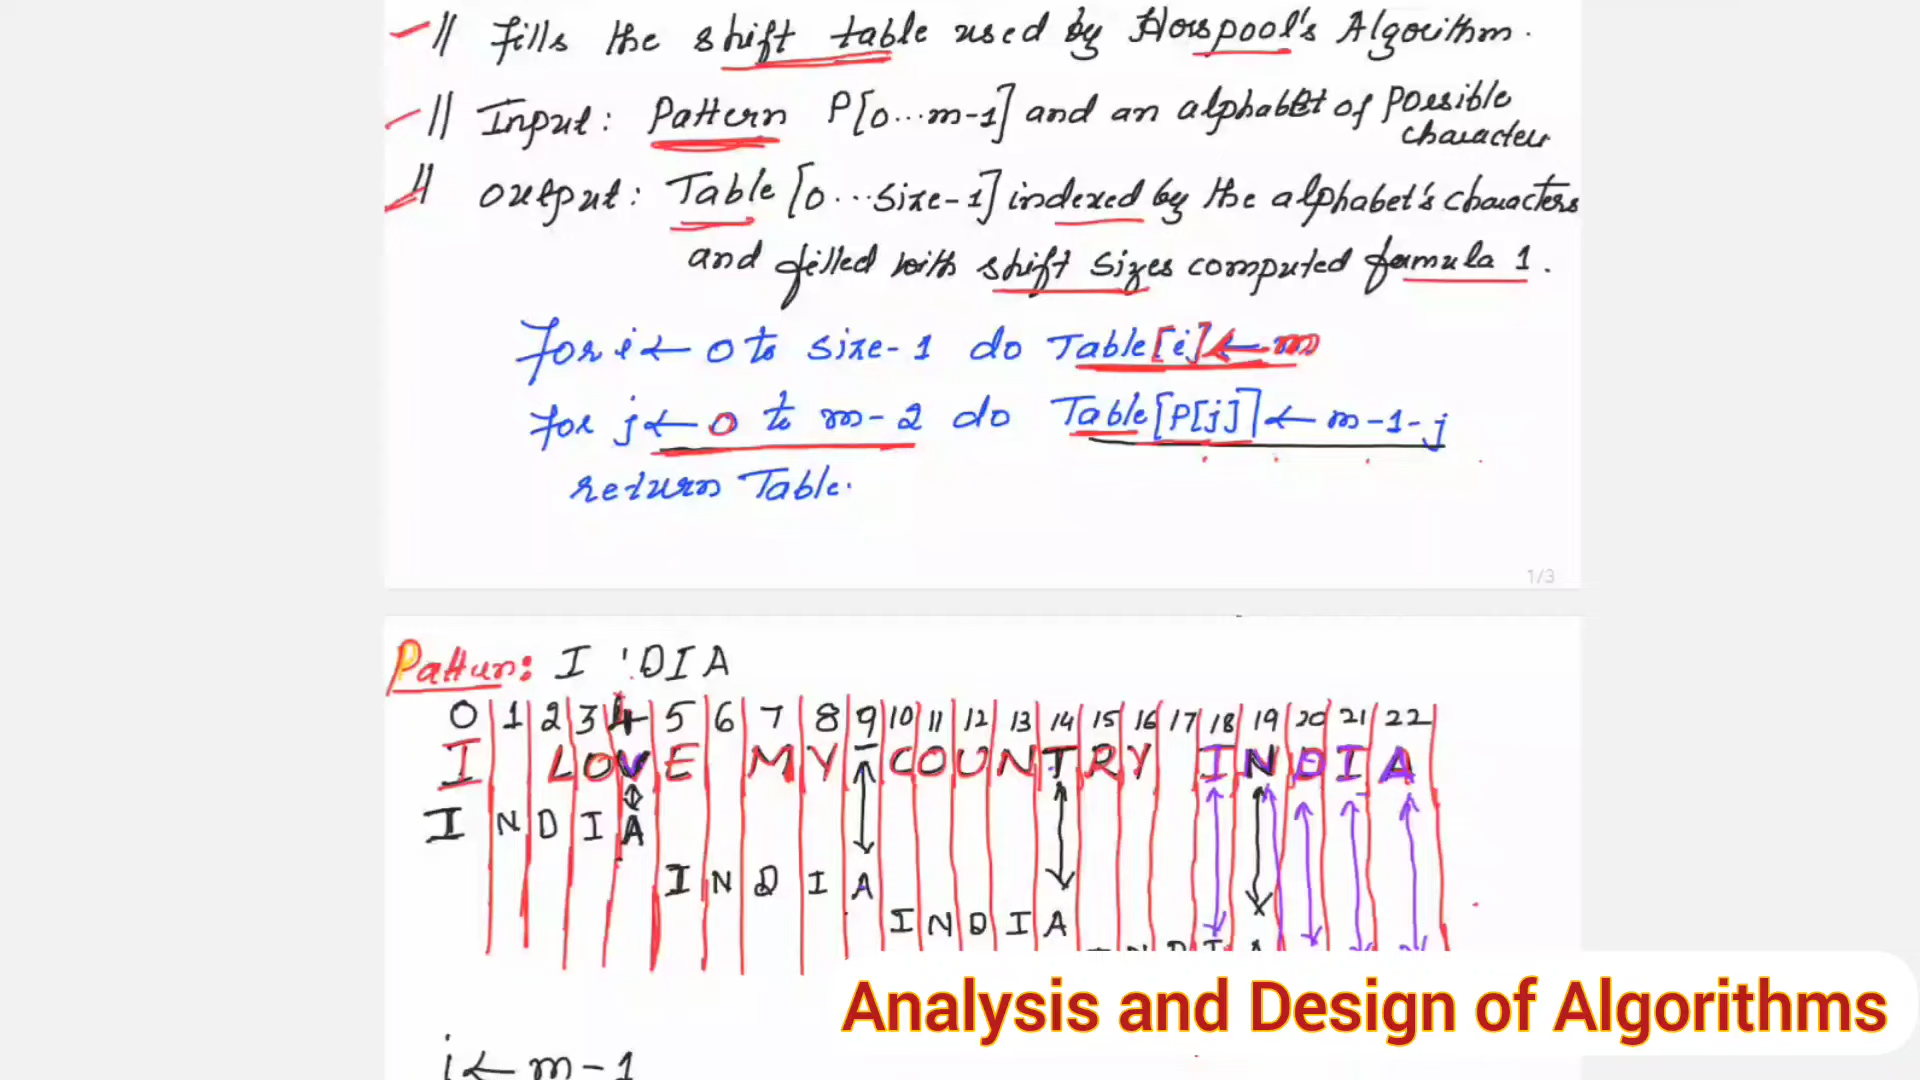 // fills the shift table used by Horspool's Algorithm.
// Input: Pattern P[0...m-1] and an alphabet of possible
character
// output: Table [0...size-1] indexed by the alphabet's characters
and filled with shift sizes computed formula 1.
for i ← 0 to size-1 do Table[i] ← m
for j ← 0 to m-2 do Table[P[j]] ← m-1-j
return Table.
1/3
Pattern: I DIA
0 1 2 3 4 5 6 7 8 9 10 11 12 13 14 15 16 17 18 19 20 21 22
I LOVE MY COUNTRY INDIA
I N D I A
I N D I A
I N D I A
Analysis and Design of Algorithms
i ← m-1